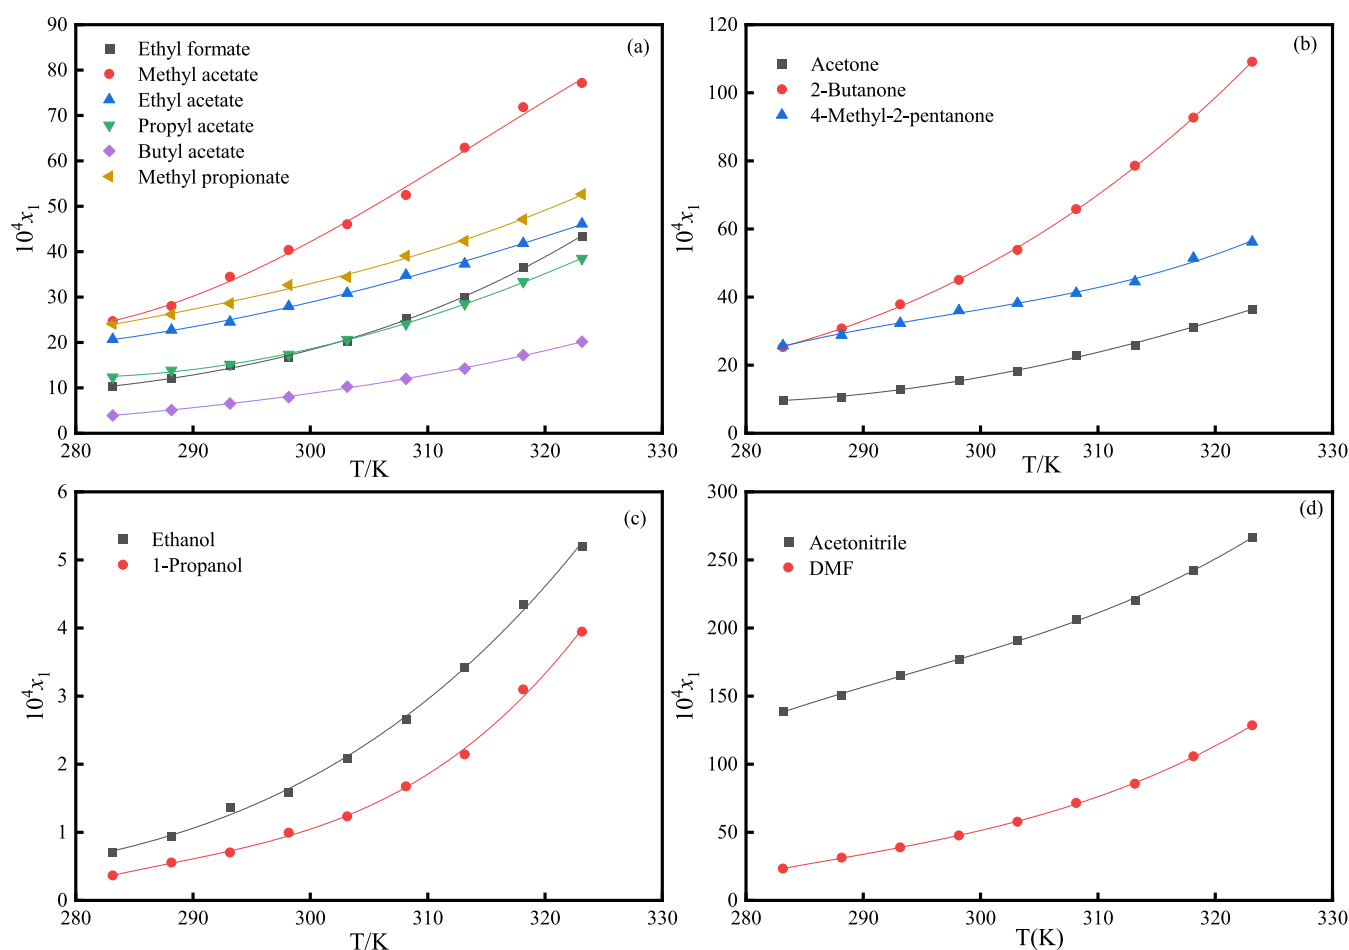 (a)
Ethyl formate
Methyl acetate
Ethyl acetate
Propyl acetate
Butyl acetate
Methyl propionate
90
80
70
60
50
40
30
20
10
0
10⁴x₁
280 290 300 310 320 330
T/K
(b)
Acetone
2-Butanone
4-Methyl-2-pentanone
120
100
80
60
40
20
0
10⁴x₁
280 290 300 310 320 330
T/K
(c)
Ethanol
1-Propanol
6
5
4
3
2
1
0
10⁴x₁
280 290 300 310 320 330
T/K
(d)
Acetonitrile
DMF
300
250
200
150
100
50
0
10⁴x₁
280 290 300 310 320 330
T(K)